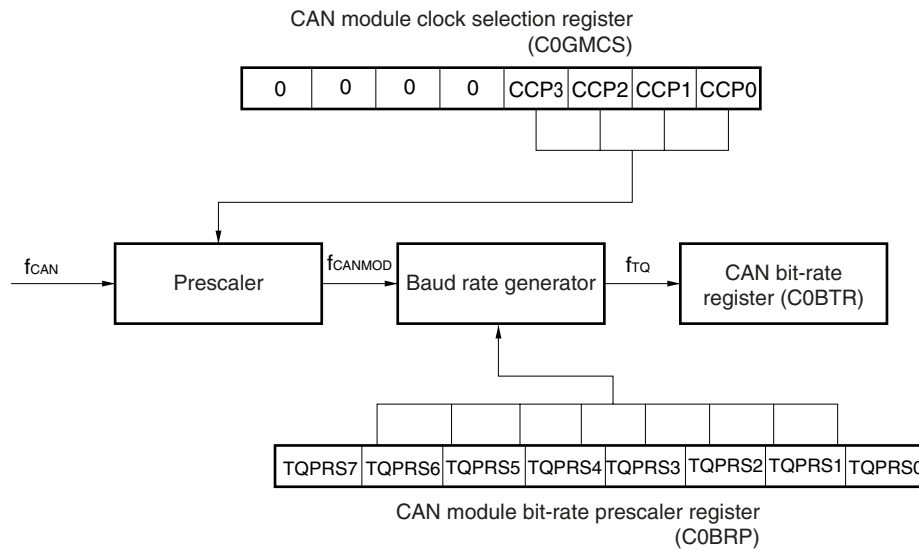 CAN module clock selection register
(C0GMCS)
0 0 0 0 CCP3 CCP2 CCP1 CCP0
fCAN
Prescaler
fCANMOD
Baud rate generator
fTQ
CAN bit-rate
register (C0BTR)
TQPRS7 TQPRS6 TQPRS5 TQPRS4 TQPRS3 TQPRS2 TQPRS1 TQPRS0
CAN module bit-rate prescaler register
(C0BRP)